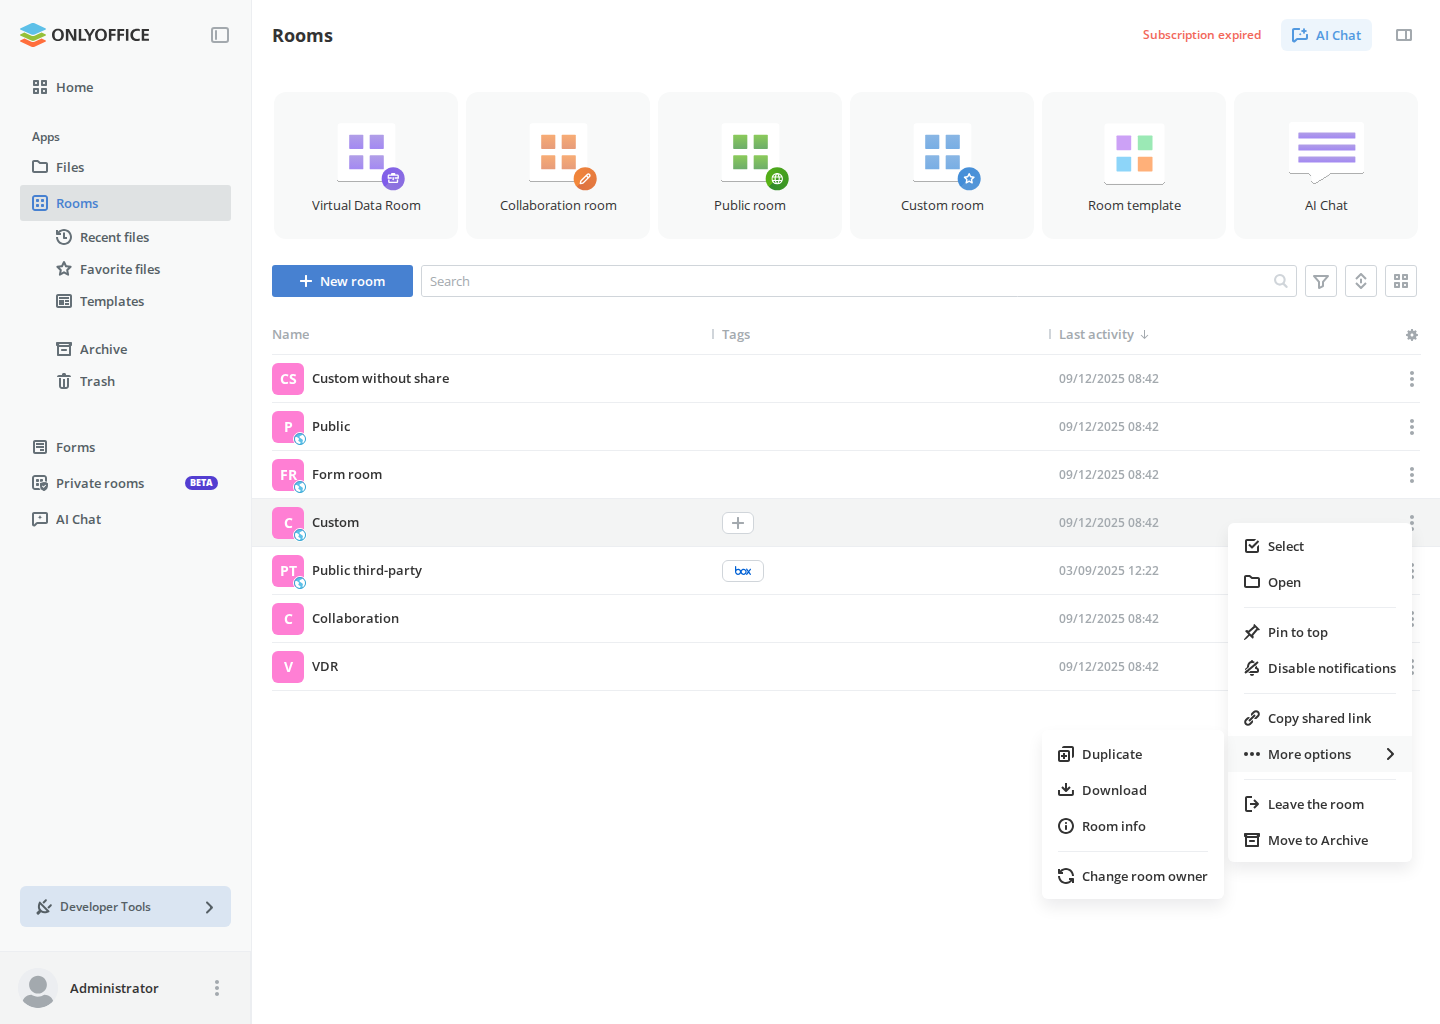 ONLYOFFICE
Home
Apps
Files
Rooms
Recent files
Favorite files
Templates
Archive
Trash
Forms
Private rooms BETA
AI Chat
Developer Tools
Administrator
Rooms
Subscription expired
AI Chat
Virtual Data Room
Collaboration room
Public room
Custom room
Room template
AI Chat
New room
Search
Name Tags Last activity
CS Custom without share 09/12/2025 08:42
P Public 09/12/2025 08:42
FR Form room 09/12/2025 08:42
C Custom 09/12/2025 08:42
PT Public third-party box 03/09/2025 12:22
C Collaboration 09/12/2025 08:42
V VDR 09/12/2025 08:42
Select
Open
Pin to top
Disable notifications
Copy shared link
More options
Leave the room
Move to Archive
Duplicate
Download
Room info
Change room owner